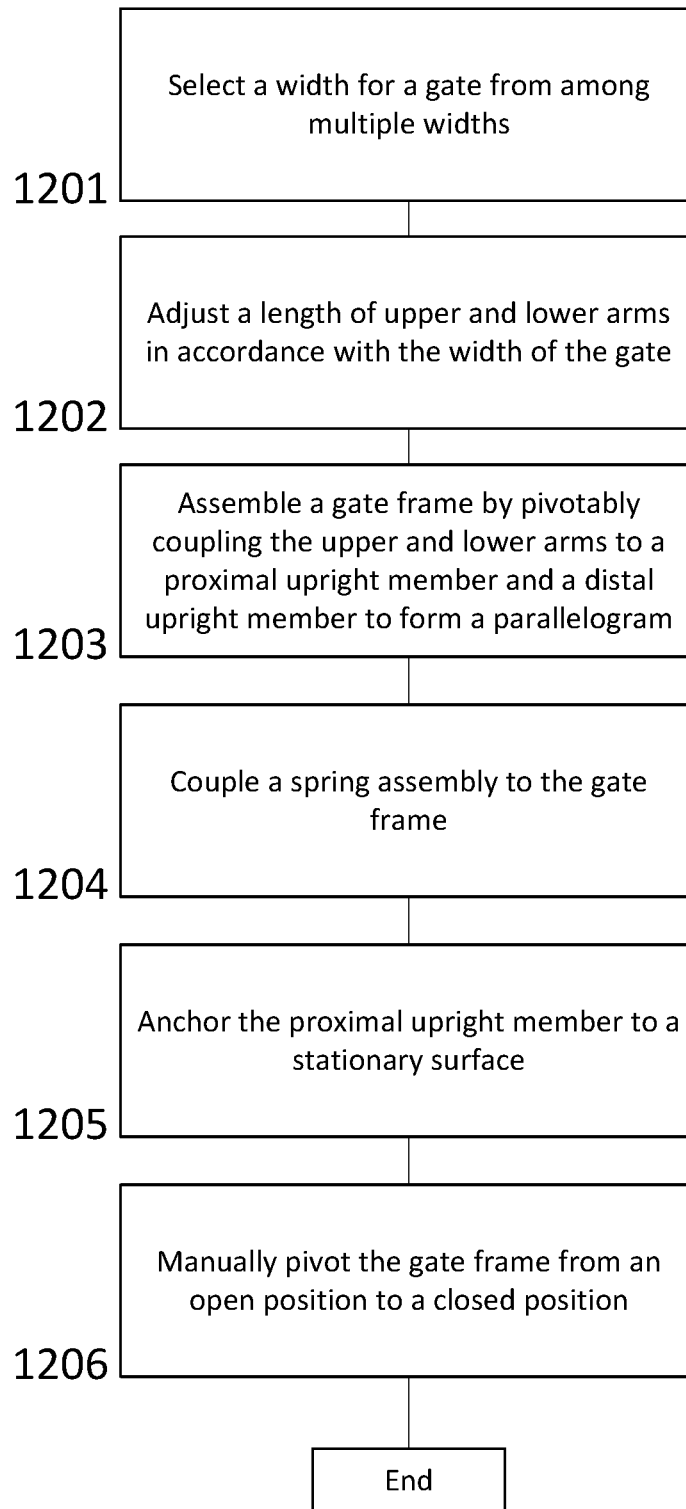 Select a width for a gate from among
multiple widths
1201
Adjust a length of upper and lower arms
in accordance with the width of the gate
1202
Assemble a gate frame by pivotably
coupling the upper and lower arms to a
proximal upright member and a distal
upright member to form a parallelogram
1203
Couple a spring assembly to the gate
frame
1204
Anchor the proximal upright member to a
stationary surface
1205
Manually pivot the gate frame from an
open position to a closed position
1206
End